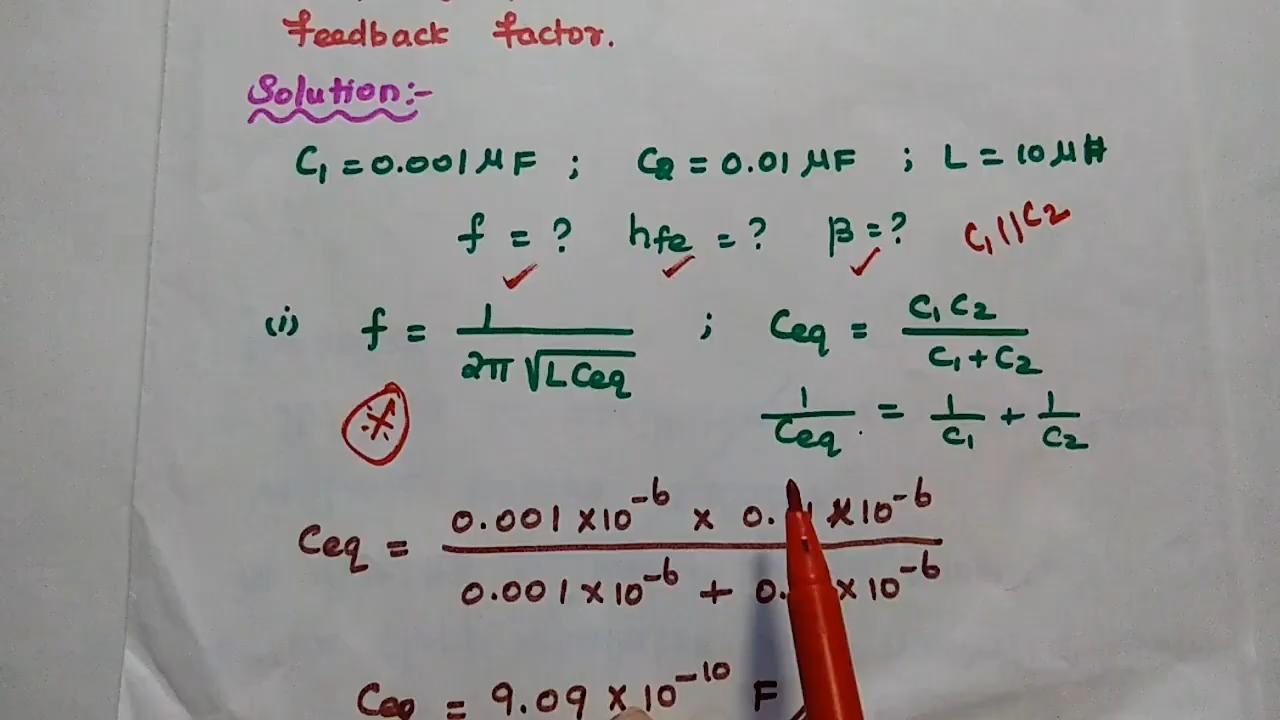 feedback factor.
Solution:-
C₁ = 0.001 μF ; C₂ = 0.01 μF ; L = 10 μH
f = ? hfe = ? β = ? C₁ || C₂
(i) f = 1 / 2π √LCeq ; Ceq = C₁C₂ / C₁ + C₂
1 / Ceq = 1 / C₁ + 1 / C₂
Ceq = 0.001 × 10⁻⁶ × 0. × 10⁻⁶ / 0.001 × 10⁻⁶ + 0. × 10⁻⁶
Ceq = 9.09 × 10⁻¹⁰ F